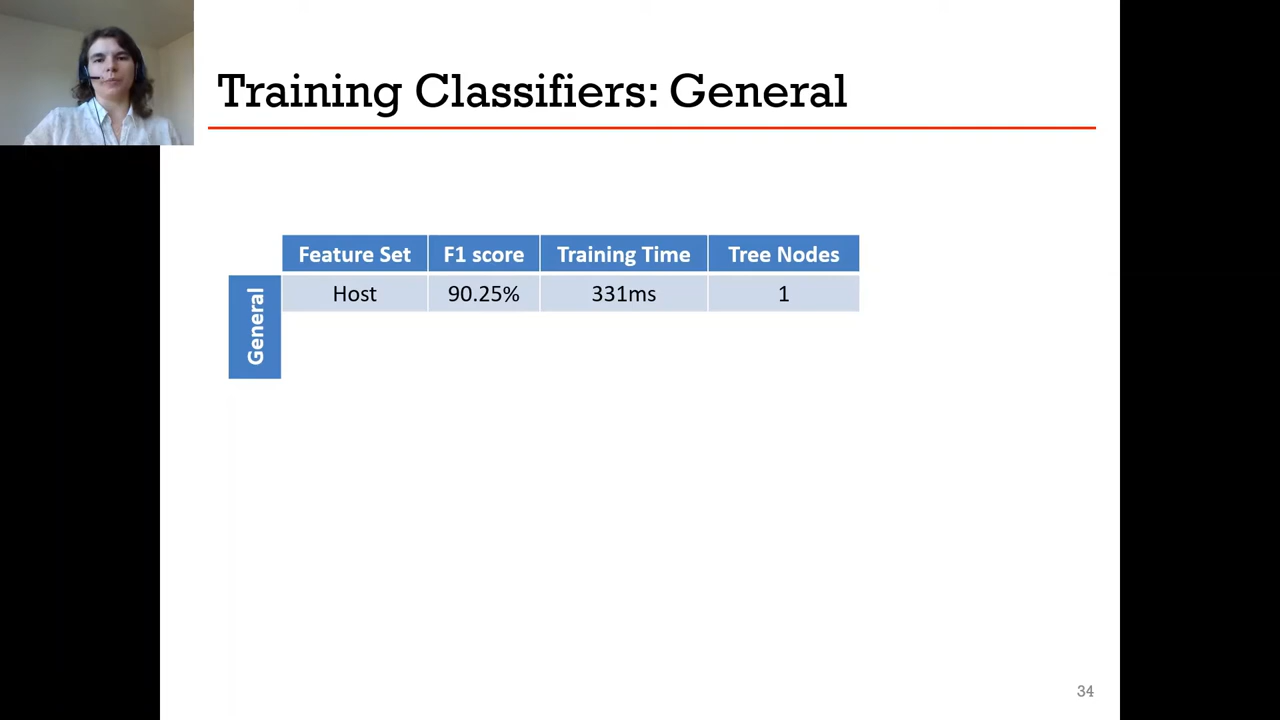 Training Classifiers: General
Feature Set F1 score Training Time Tree Nodes
General
Host 90.25% 331ms 1
34